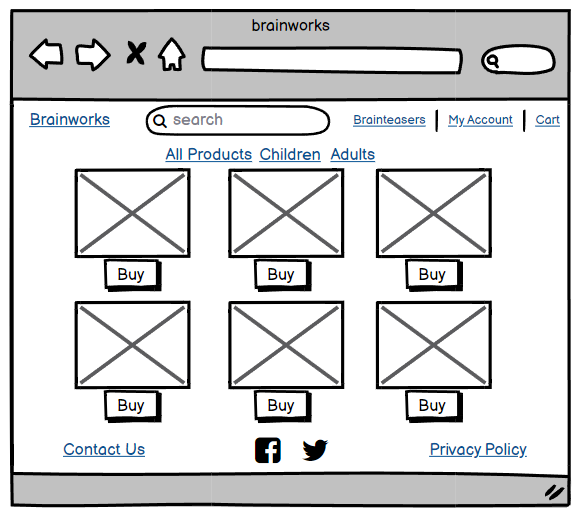 brainworks
Brainworks search Brainteasers My Account Cart
All Products Children Adults
Buy Buy Buy
Buy Buy Buy
Contact Us Privacy Policy